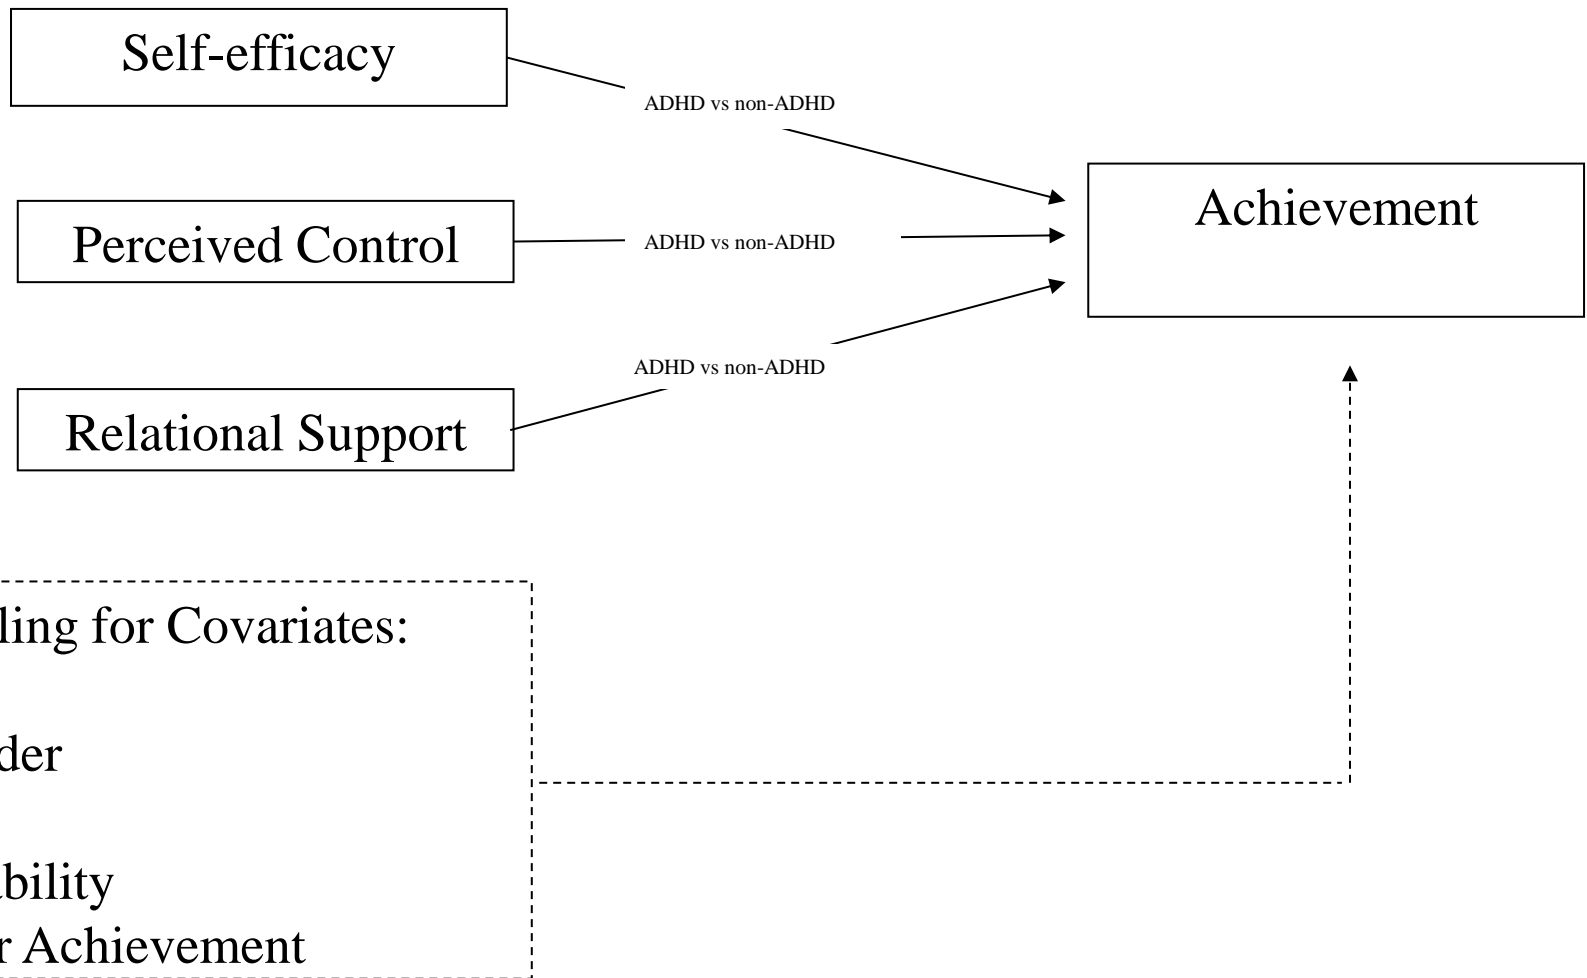 Self-efficacy
ADHD vs non-ADHD
Achievement
Perceived Control
ADHD vs non-ADHD
ADHD vs non-ADHD
Relational Support
ling for Covariates:
der
ability
r Achievement